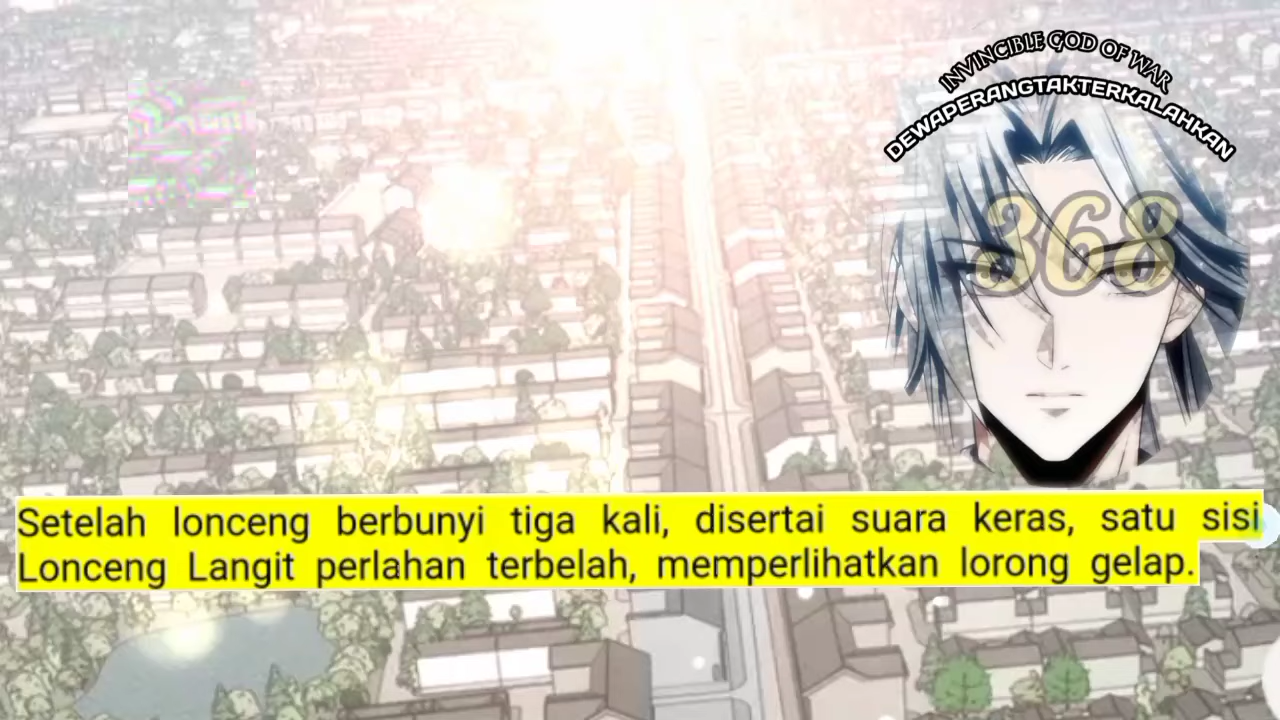 INVINCIBLE GOD OF WAR
DEWAPERANGTAKTERKALAHKAN
368
Setelah lonceng berbunyi tiga kali, disertai suara keras, satu sisi
Lonceng Langit perlahan terbelah, memperlihatkan lorong gelap.